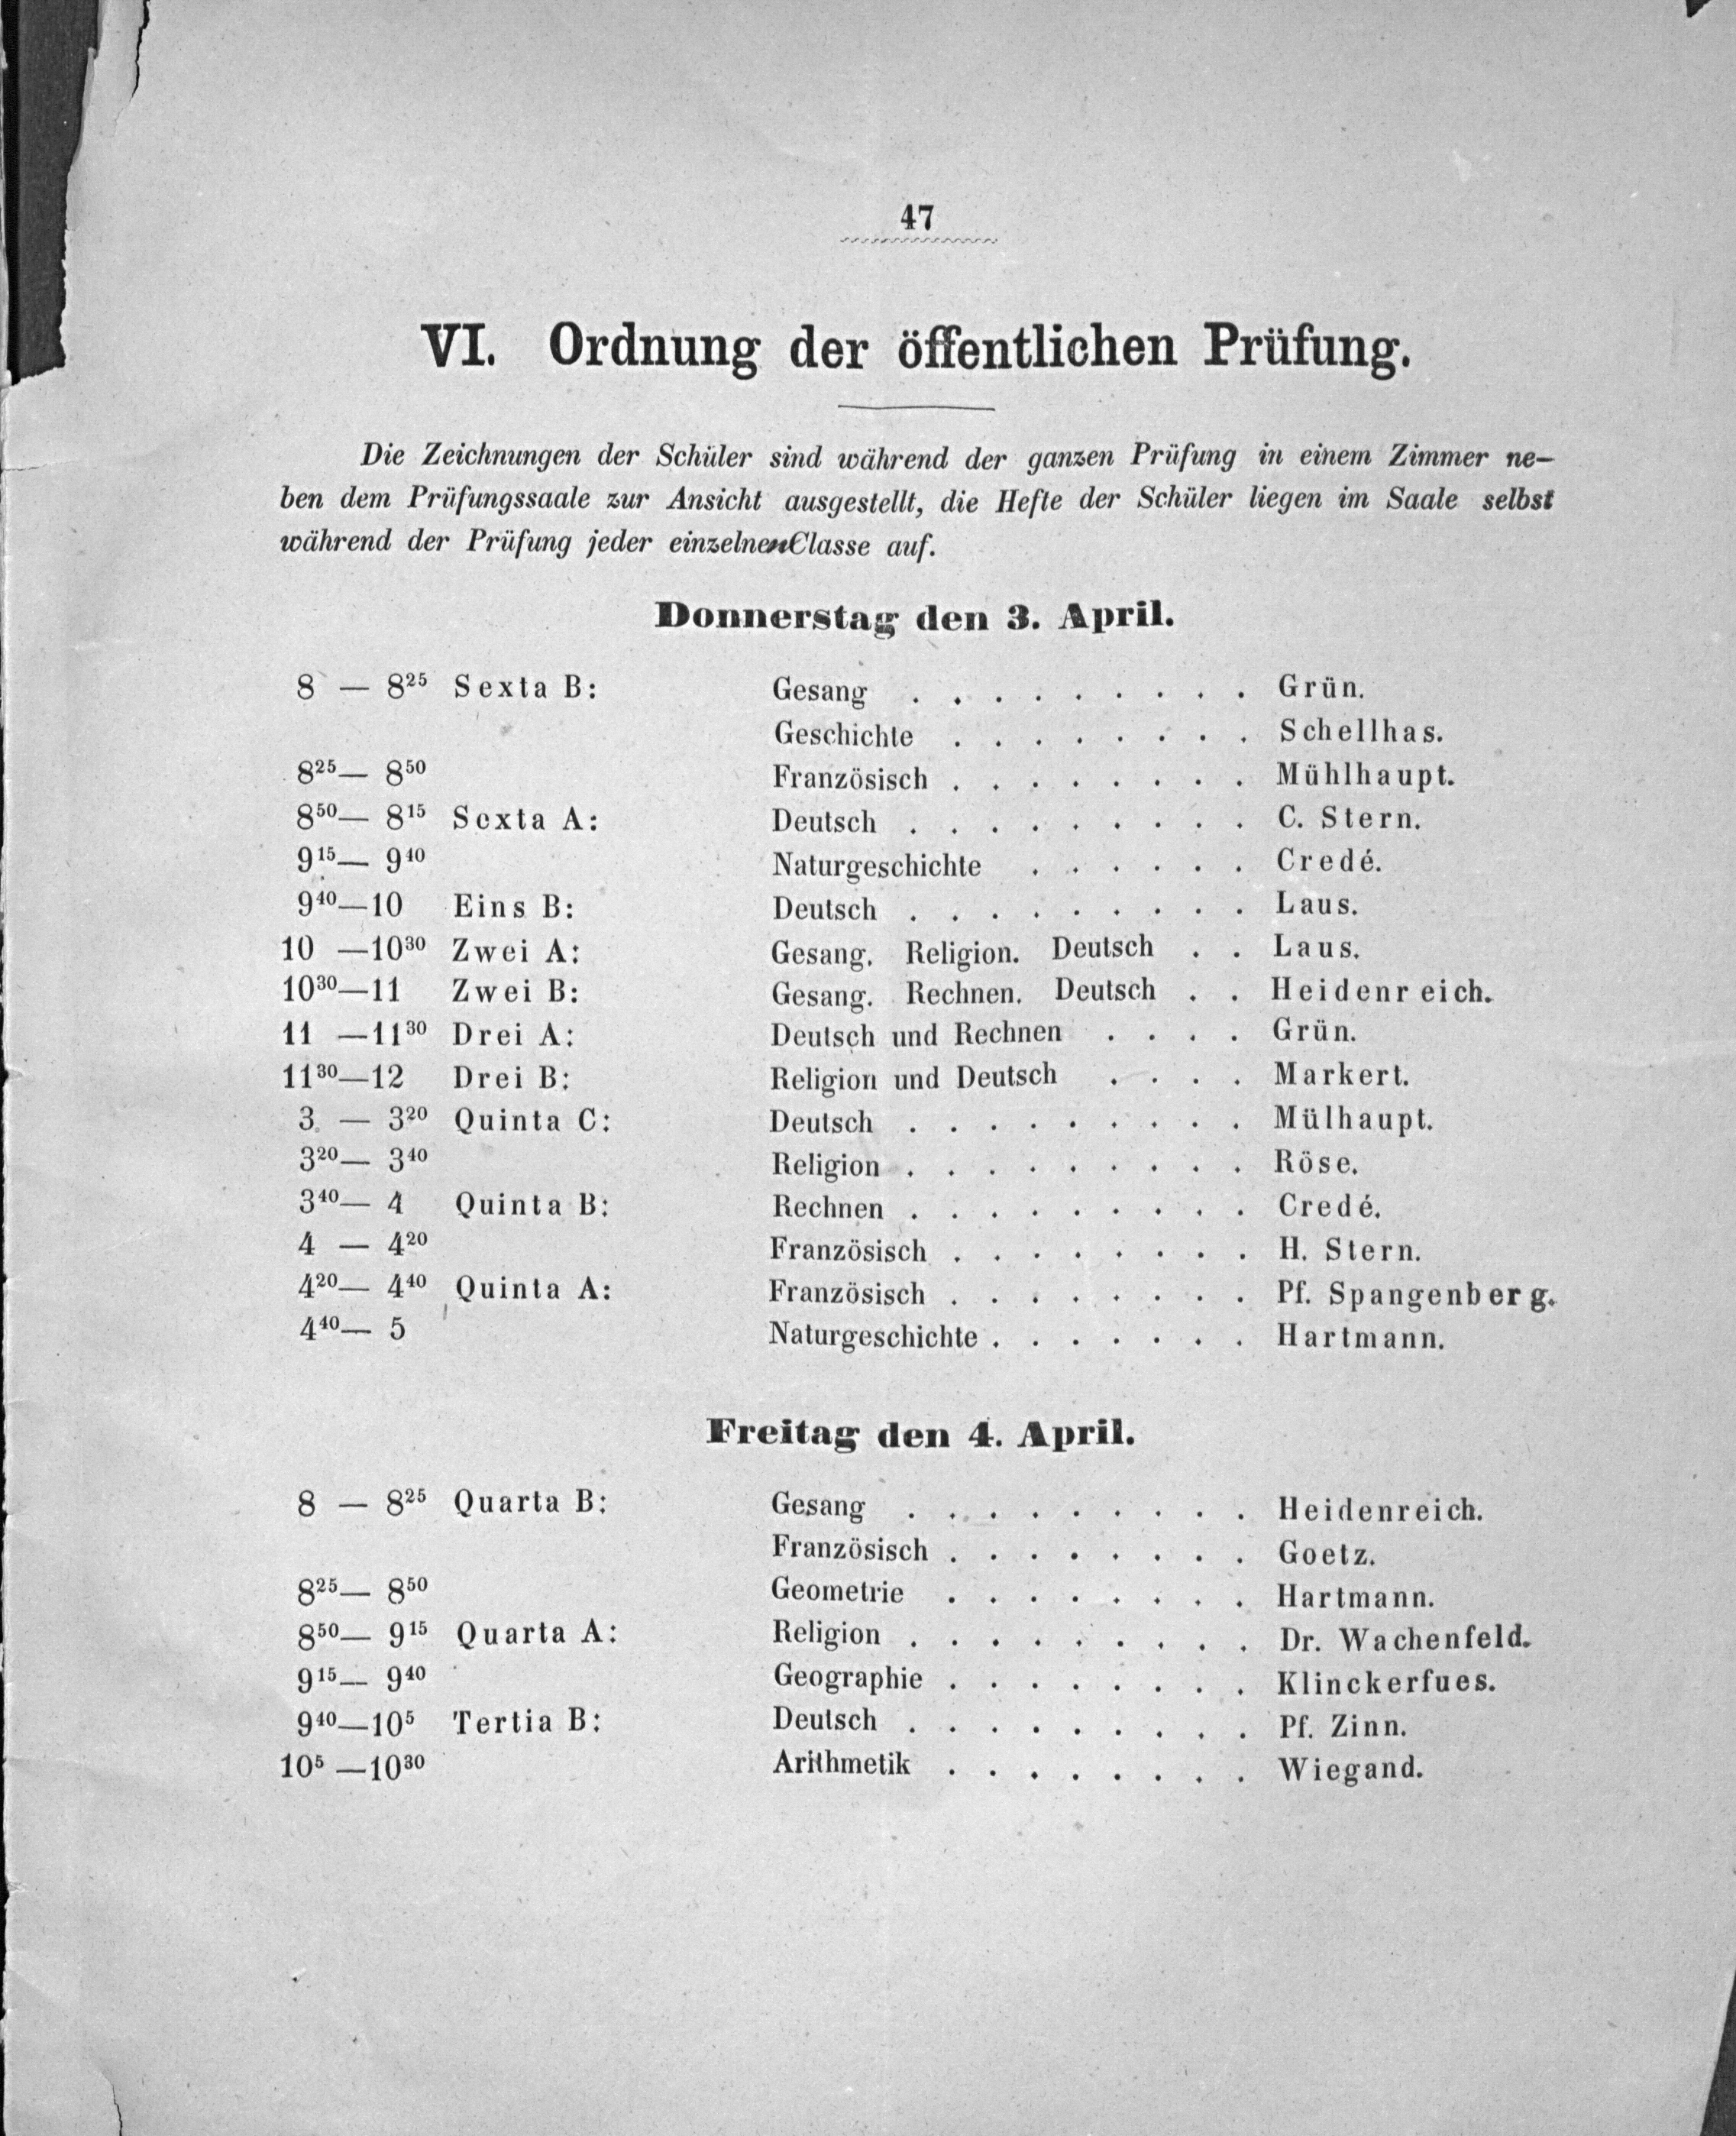 47
VI. Ordnung der öffentlichen Prüfung.
Die Zeichnungen der Schüler sind während der ganzen Prüfung in einem Zimmer ne-
ben dem Prüfungssaale zur Ansicht ausgestellt, die Hefte der Schüler liegen im Saale selbst
während der Prüfung jeder einzelnen Classe auf.
Donnerstag den 3. April.
8 — 8²⁵ Sexta B: Gesang . . . . . . . . . Grün.
Geschichte . . . . . . . . Schellhas.
8²⁵— 8⁵⁰ Französisch . . . . . . . . Mühlhaupt.
8⁵⁰— 8¹⁵ Sexta A: Deutsch . . . . . . . . . C. Stern.
9¹⁵— 9⁴⁰ Naturgeschichte . . . . . . Credé.
9⁴⁰—10 Eins B: Deutsch . . . . . . . . . Laus.
10 —10³⁰ Zwei A: Gesang. Religion. Deutsch . . Laus.
10³⁰—11 Zwei B: Gesang. Rechnen. Deutsch . . Heidenreich.
11 —11³⁰ Drei A: Deutsch und Rechnen . . . . Grün.
11³⁰—12 Drei B: Religion und Deutsch . . . . Markert.
3 — 3²⁰ Quinta C: Deutsch . . . . . . . . . Mülhaupt.
3²⁰— 3⁴⁰ Religion . . . . . . . . . Röse.
3⁴⁰— 4 Quinta B: Rechnen . . . . . . . . . Credé.
4 — 4²⁰ Französisch . . . . . . . . H. Stern.
4²⁰— 4⁴⁰ Quinta A: Französisch . . . . . . . . Pf. Spangenberg.
4⁴⁰— 5 Naturgeschichte . . . . . . . Hartmann.
Freitag den 4. April.
8 — 8²⁵ Quarta B: Gesang . . . . . . . . . Heidenreich.
Französisch . . . . . . . . Goetz.
8²⁵— 8⁵⁰ Geometrie . . . . . . . . Hartmann.
8⁵⁰— 9¹⁵ Quarta A: Religion . . . . . . . . . Dr. Wachenfeld.
9¹⁵— 9⁴⁰ Geographie . . . . . . . . Klinckerfues.
9⁴⁰—10⁵ Tertia B: Deutsch . . . . . . . . . Pf. Zinn.
10⁵ —10³⁰ Arithmetik . . . . . . . . Wiegand.